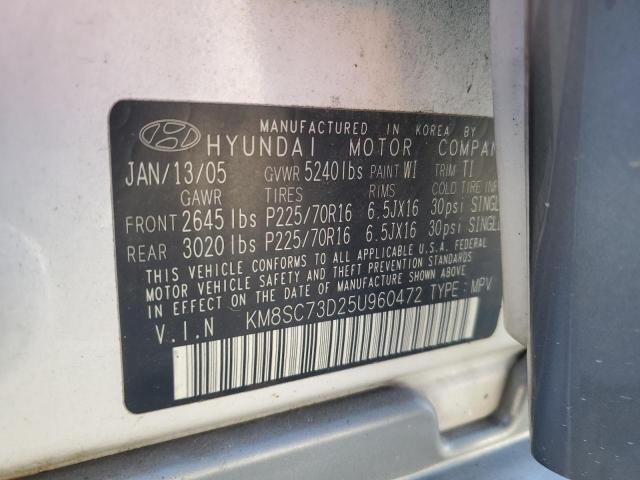 MANUFACTURED IN KOREA BY
HYUNDAI MOTOR COMPAN
JAN/13/05 GVWR 5240lbs PAINT WI TRIM TI
GAWR TIRES RIMS COLD TIRE INF
FRONT 2645 lbs P225/70R16 6.5JX16 30psi SINGL
REAR 3020 lbs P225/70R16 6.5JX16 30psi SINGLE
THIS VEHICLE CONFORMS TO ALL APPLICABLE U.S.A. FEDERAL
MOTOR VEHICLE SAFETY AND THEFT PREVENTION STANDARDS
IN EFFECT ON THE DATE OF MANUFACTURE SHOWN ABOVE.
V.I.N KM8SC73D25U960472 TYPE : MPV